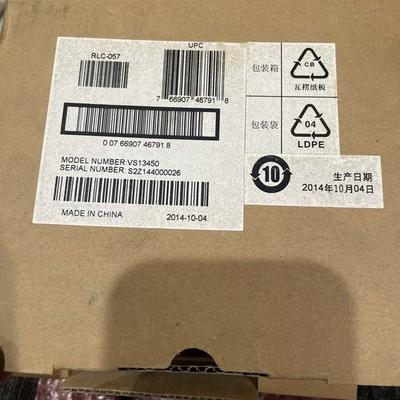 RLC-057
UPC
7 66907 46791 8
0 07 66907 46791 8
MODEL NUMBER:VS13450
SERIAL NUMBER: S2Z144000026
MADE IN CHINA
2014-10-04
包装箱
CB
瓦楞纸板
包装袋
04
LDPE
10
生产日期
2014年10月04日